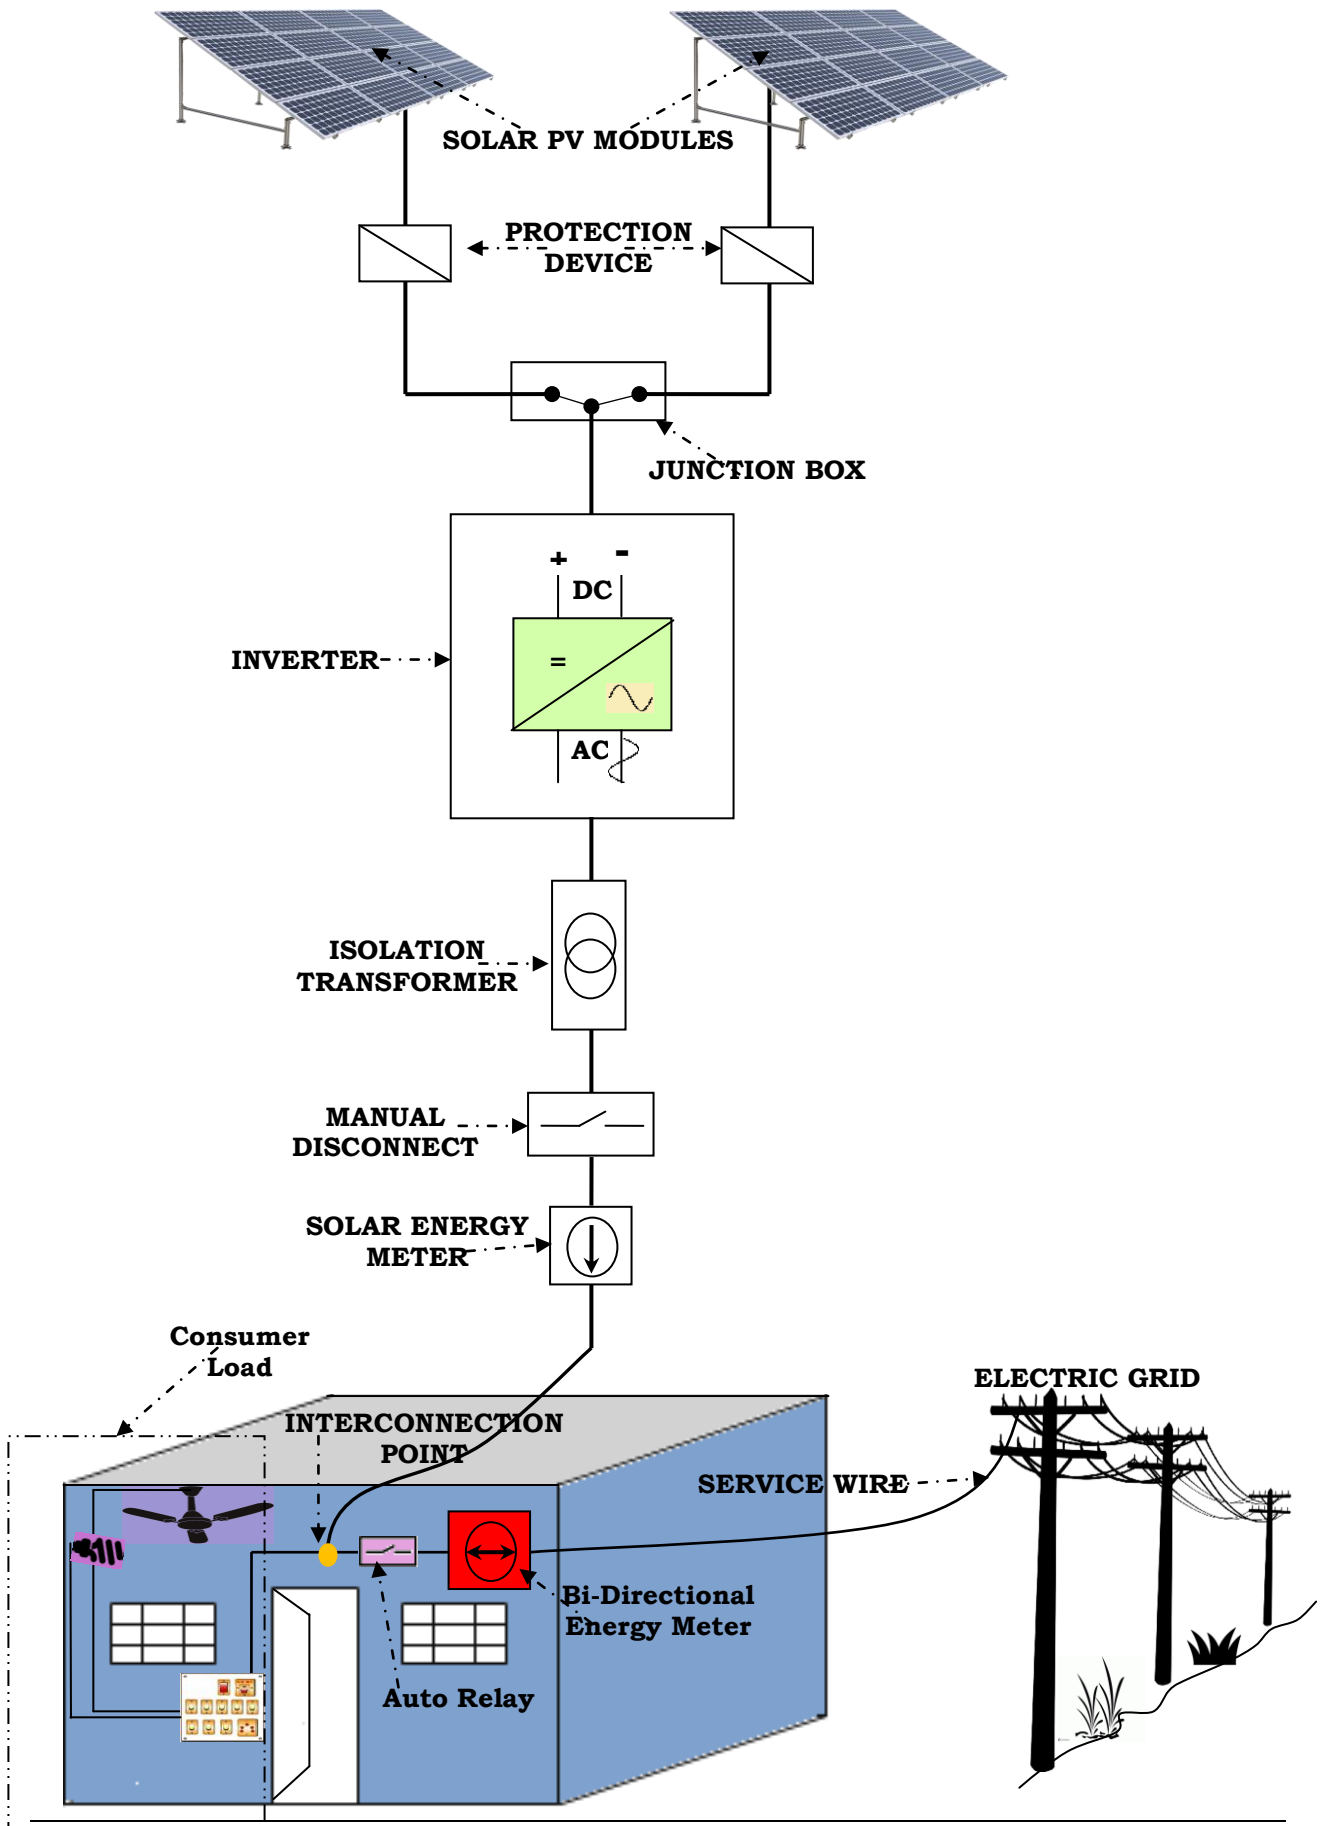 SOLAR PV MODULES
PROTECTION
DEVICE
JUNCTION BOX
+ -
DC
INVERTER
=
AC
ISOLATION
TRANSFORMER
MANUAL
DISCONNECT
SOLAR ENERGY
METER
Consumer
Load
ELECTRIC GRID
INTERCONNECTION
POINT
SERVICE WIRE
Bi-Directional
Energy Meter
Auto Relay